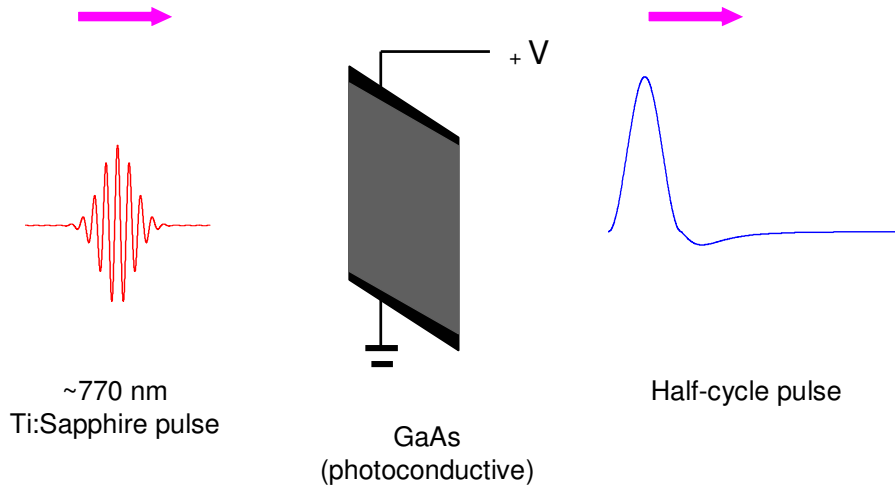 + V
~770 nm
Ti:Sapphire pulse
GaAs
(photoconductive)
Half-cycle pulse